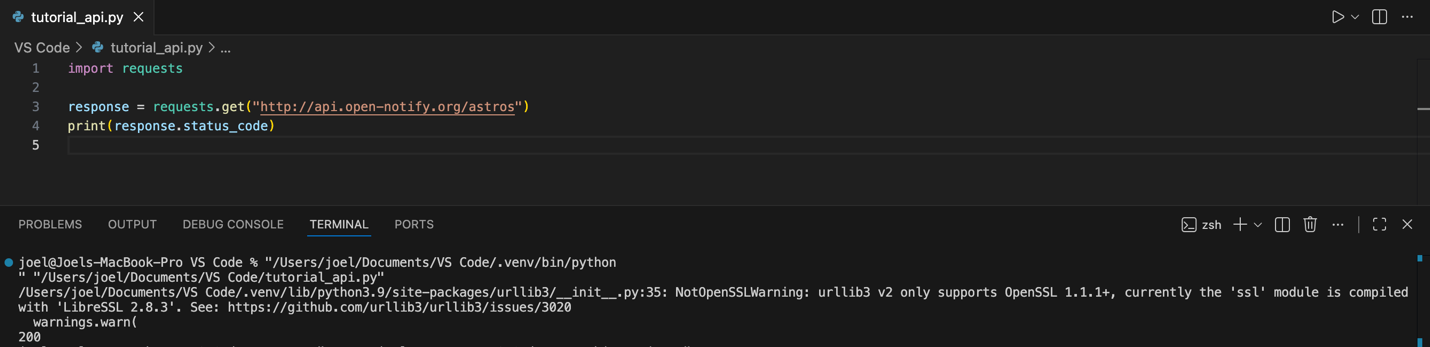 tutorial_api.py
VS Code > tutorial_api.py > ...
1 import requests
2
3 response = requests.get("http://api.open-notify.org/astros")
4 print(response.status_code)
5
PROBLEMS OUTPUT DEBUG CONSOLE TERMINAL PORTS zsh
joel@Joels-MacBook-Pro VS Code % "/Users/joel/Documents/VS Code/.venv/bin/python
" "/Users/joel/Documents/VS Code/tutorial_api.py"
/Users/joel/Documents/VS Code/.venv/lib/python3.9/site-packages/urllib3/__init__.py:35: NotOpenSSLWarning: urllib3 v2 only supports OpenSSL 1.1.1+, currently the 'ssl' module is compiled
with 'LibreSSL 2.8.3'. See: https://github.com/urllib3/urllib3/issues/3020
  warnings.warn(
200